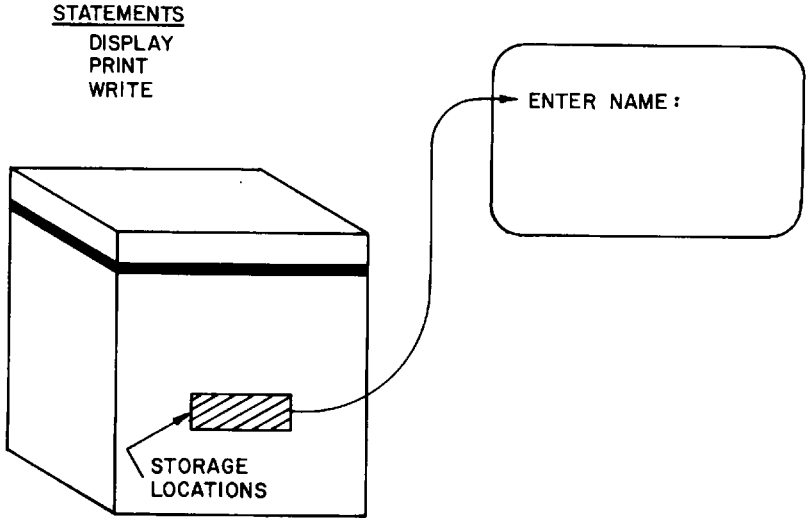 STATEMENTS
DISPLAY
PRINT
WRITE
ENTER NAME:
STORAGE
LOCATIONS